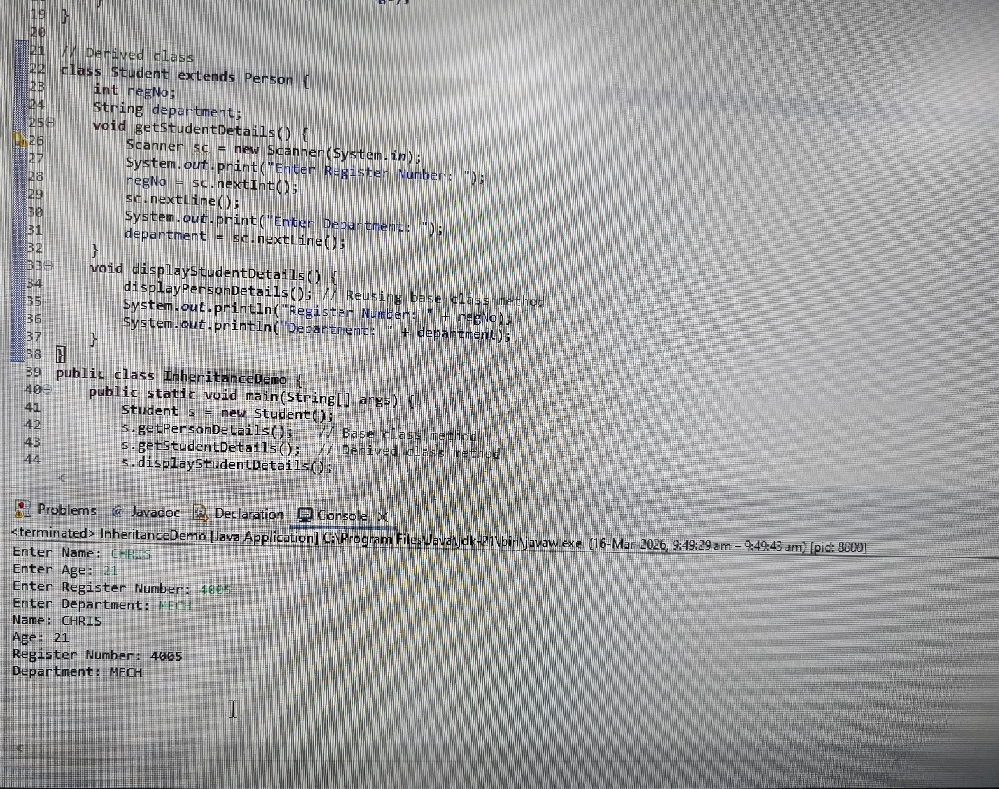 19 }
20
21 // Derived class
22 class Student extends Person {
23 int regNo;
24 String department;
25 void getStudentDetails() {
26 Scanner sc = new Scanner(System.in);
27 System.out.print("Enter Register Number: ");
28 regNo = sc.nextInt();
29 sc.nextLine();
30 System.out.print("Enter Department: ");
31 department = sc.nextLine();
32 }
33 void displayStudentDetails() {
34 displayPersonDetails(); // Reusing base class method
35 System.out.println("Register Number: " + regNo);
36 System.out.println("Department: " + department);
37 }
38 }
39 public class InheritanceDemo {
40 public static void main(String[] args) {
41 Student s = new Student();
42 s.getPersonDetails(); // Base class method
43 s.getStudentDetails(); // Derived class method
44 s.displayStudentDetails();
Problems @ Javadoc Declaration Console
<terminated> InheritanceDemo [Java Application] C:\Program Files\Java\jdk-21\bin\javaw.exe (16-Mar-2026, 9:49:29 am – 9:49:43 am) [pid: 8800]
Enter Name: CHRIS
Enter Age: 21
Enter Register Number: 4005
Enter Department: MECH
Name: CHRIS
Age: 21
Register Number: 4005
Department: MECH